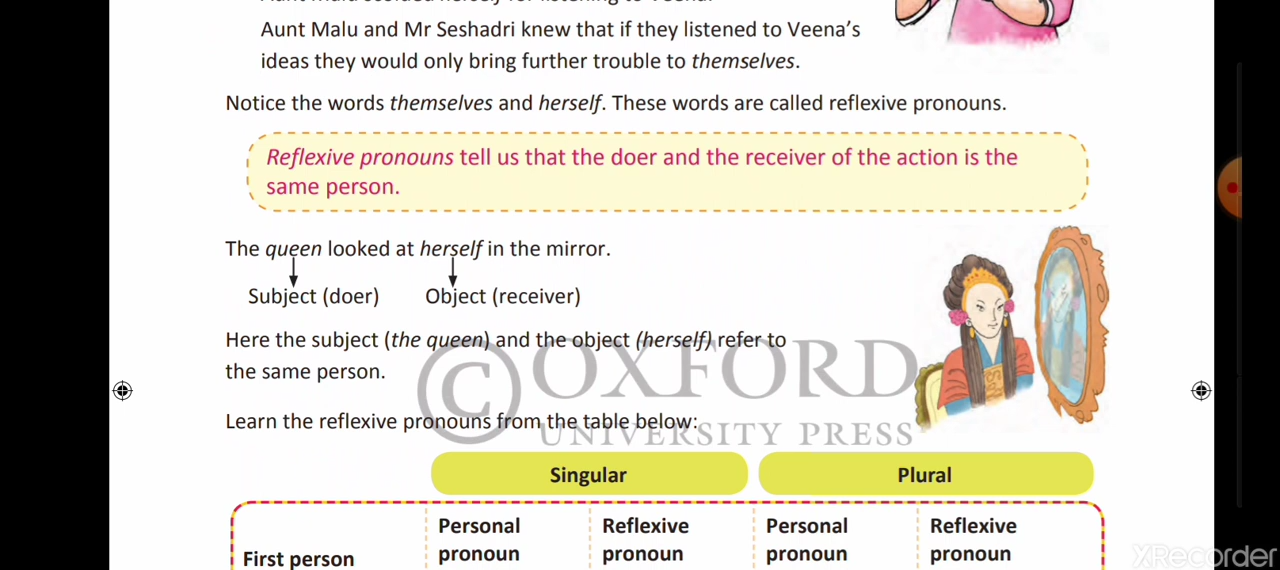 Aunt Malu and Mr Seshadri knew that if they listened to Veena's
ideas they would only bring further trouble to themselves.
Notice the words themselves and herself. These words are called reflexive pronouns.
Reflexive pronouns tell us that the doer and the receiver of the action is the
same person.
The queen looked at herself in the mirror.
Subject (doer) Object (receiver)
Here the subject (the queen) and the object (herself) refer to
the same person.
Learn the reflexive pronouns from the table below:
© OXFORD
UNIVERSITY PRESS
Singular Plural
Personal Reflexive Personal Reflexive
pronoun pronoun pronoun pronoun
First person
XRecorder